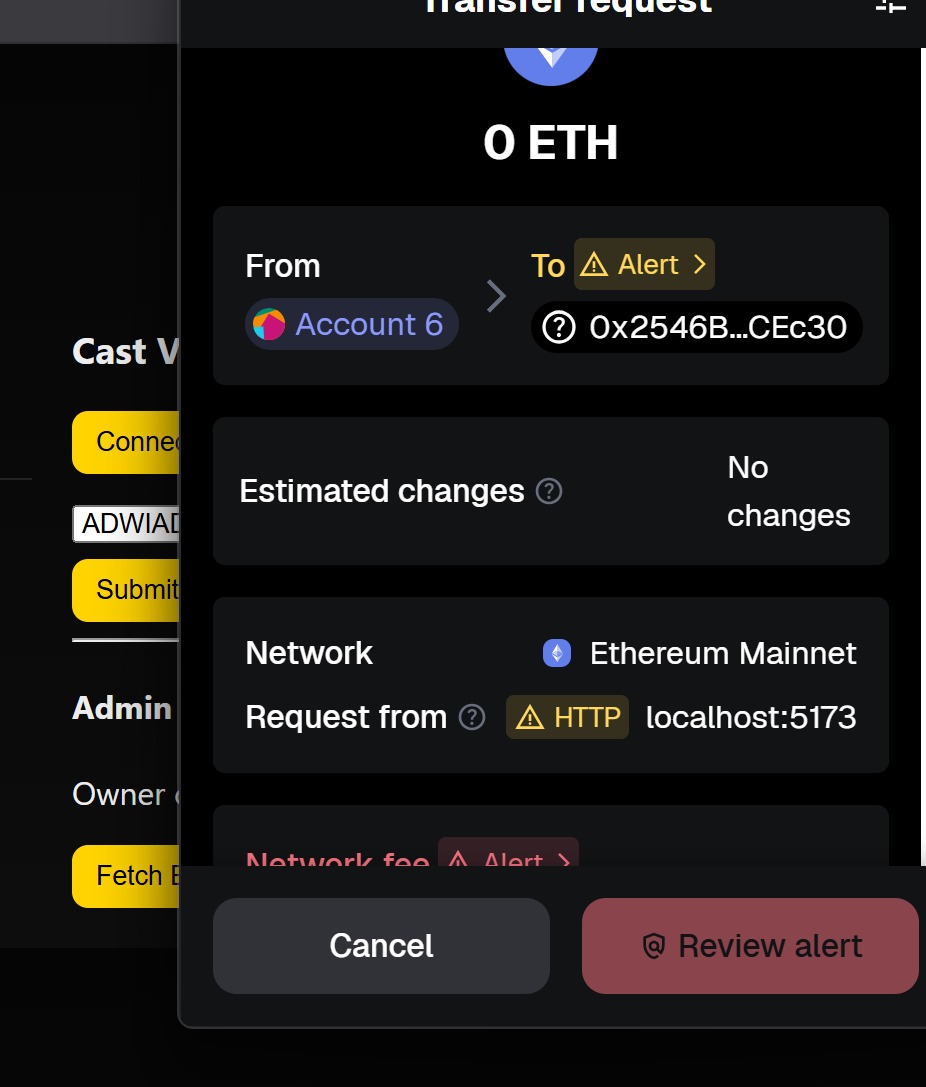 Transfer request
0 ETH
From
To Alert
Account 6
0x2546B...CEc30
Cast V
Connec
ADWIAD
Submit
Estimated changes
No
changes
Network
Ethereum Mainnet
Request from HTTP localhost:5173
Admin
Owner
Fetch E
Network fee Alert
Cancel
Review alert